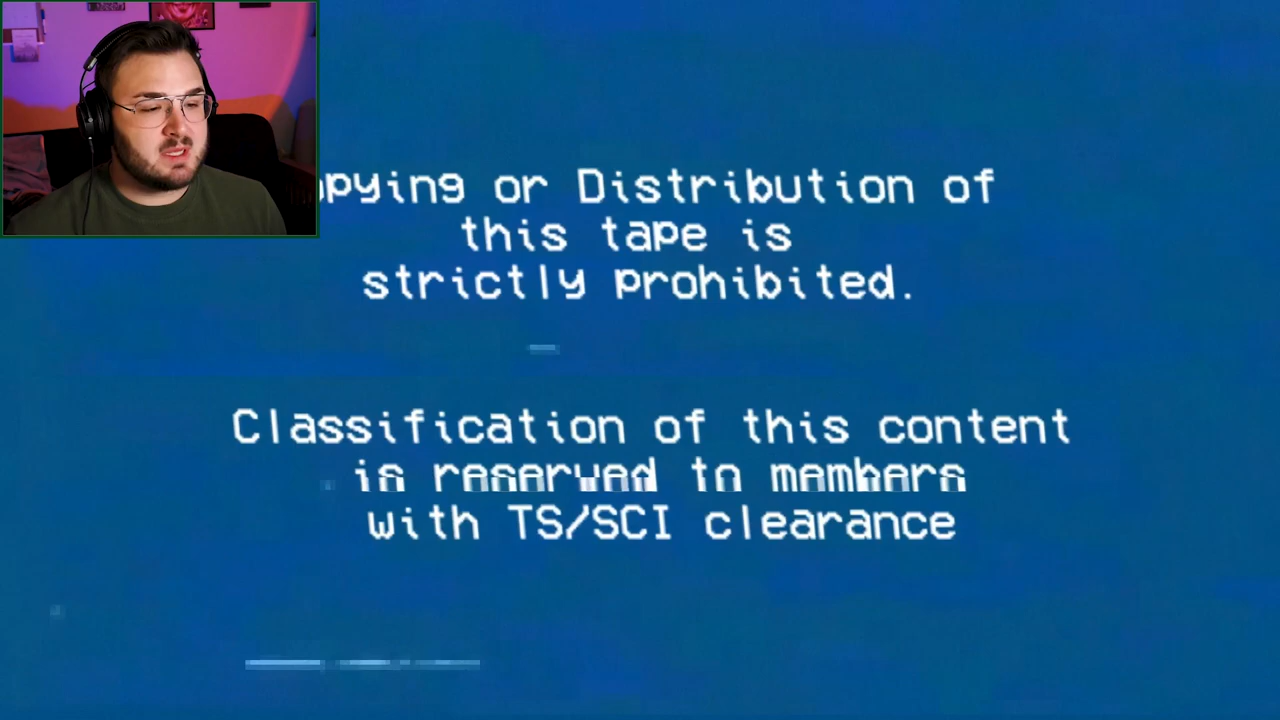 opying or Distribution of
this tape is
strictly prohibited.
Classification of this content
is reserved to members
with TS/SCI clearance